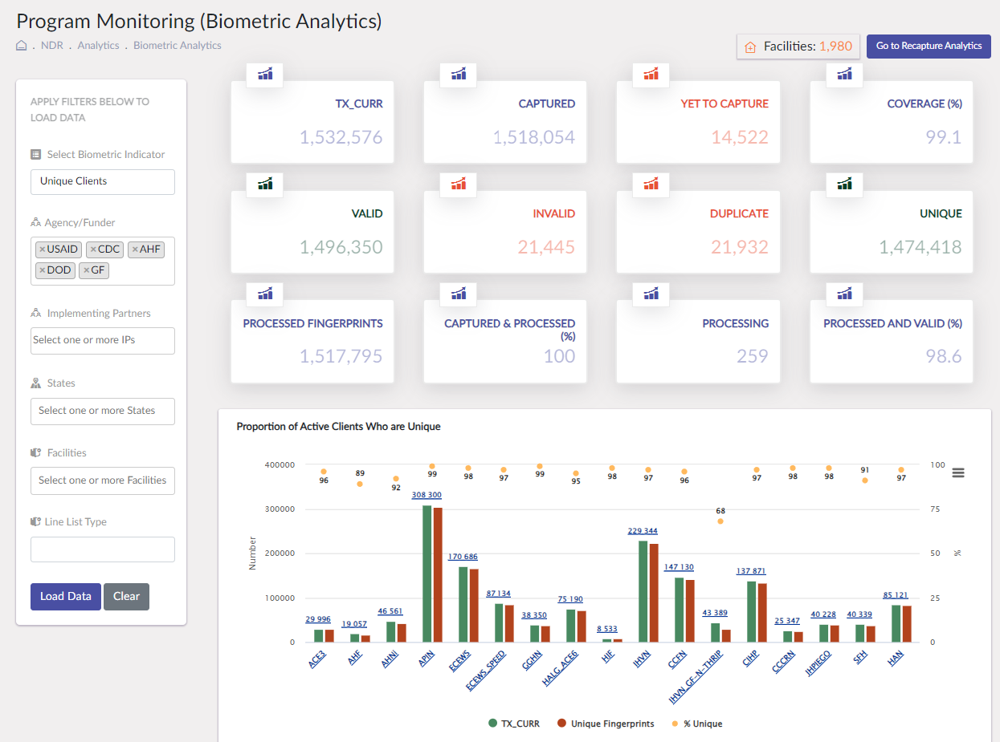 Program Monitoring (Biometric Analytics)
. NDR . Analytics . Biometric Analytics
Facilities: 1,980
Go to Recapture Analytics
APPLY FILTERS BELOW TO
LOAD DATA
Select Biometric Indicator
Unique Clients
Agency/Funder
×USAID ×CDC ×AHF
×DOD ×GF
Implementing Partners
Select one or more IPs
States
Select one or more States
Facilities
Select one or more Facilities
Line List Type
Load Data Clear
TX_CURR
1,532,576
CAPTURED
1,518,054
YET TO CAPTURE
14,522
COVERAGE (%)
99.1
VALID
1,496,350
INVALID
21,445
DUPLICATE
21,932
UNIQUE
1,474,418
PROCESSED FINGERPRINTS
1,517,795
CAPTURED & PROCESSED
(%)
100
PROCESSING
259
PROCESSED AND VALID (%)
98.6
Proportion of Active Clients Who are Unique
Number
400000
300000
200000
100000
0
96 89 92 99 98 97 99 95 98 97 96 68 97 98 98 91 97
29 996 19 057 46 561 308 300 170 686 87 134 38 350 75 190 8 533 229 344 147 130 43 389 137 871 25 347 40 228 40 339 85 121
100
75
50
25
0
%
ACE3
AHF
AHNi
APIN
ECEWS
ECEWS_SPEED
GGHN
HALG_ACE6
HJF
IHVN
CCFN
IHVN_GF-N-THRIP
CIHP
CCCRN
JHPIEGO
SFH
HAN
TX_CURR Unique Fingerprints % Unique